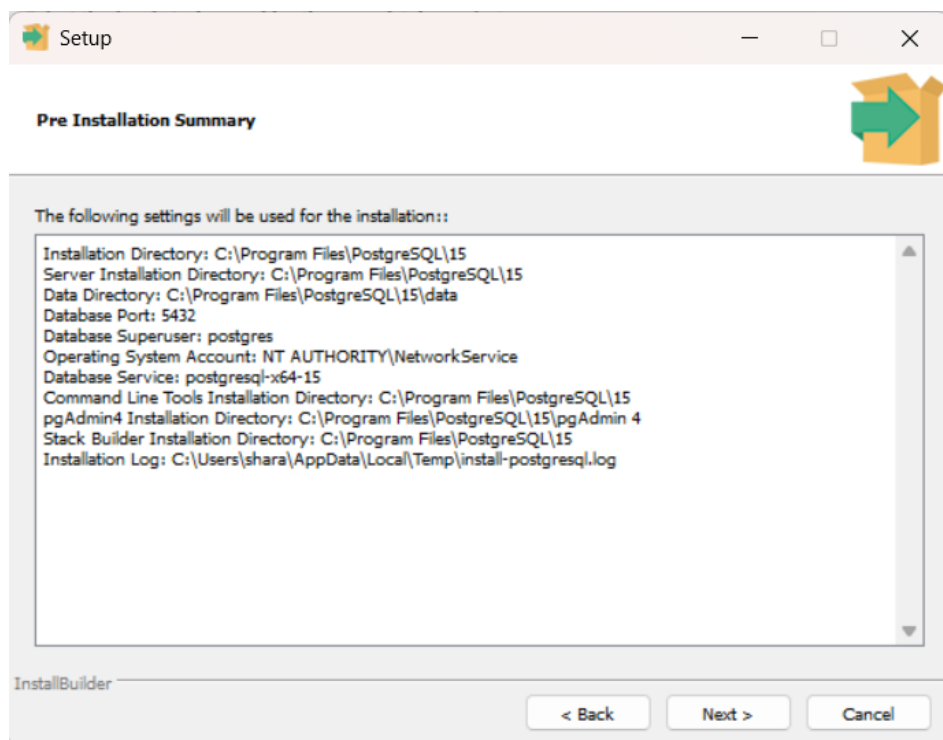 Setup
Pre Installation Summary
The following settings will be used for the installation::
Installation Directory: C:\Program Files\PostgreSQL\15
Server Installation Directory: C:\Program Files\PostgreSQL\15
Data Directory: C:\Program Files\PostgreSQL\15\data
Database Port: 5432
Database Superuser: postgres
Operating System Account: NT AUTHORITY\NetworkService
Database Service: postgresql-x64-15
Command Line Tools Installation Directory: C:\Program Files\PostgreSQL\15
pgAdmin4 Installation Directory: C:\Program Files\PostgreSQL\15\pgAdmin 4
Stack Builder Installation Directory: C:\Program Files\PostgreSQL\15
Installation Log: C:\Users\shara\AppData\Local\Temp\install-postgresql.log
InstallBuilder
< Back Next > Cancel